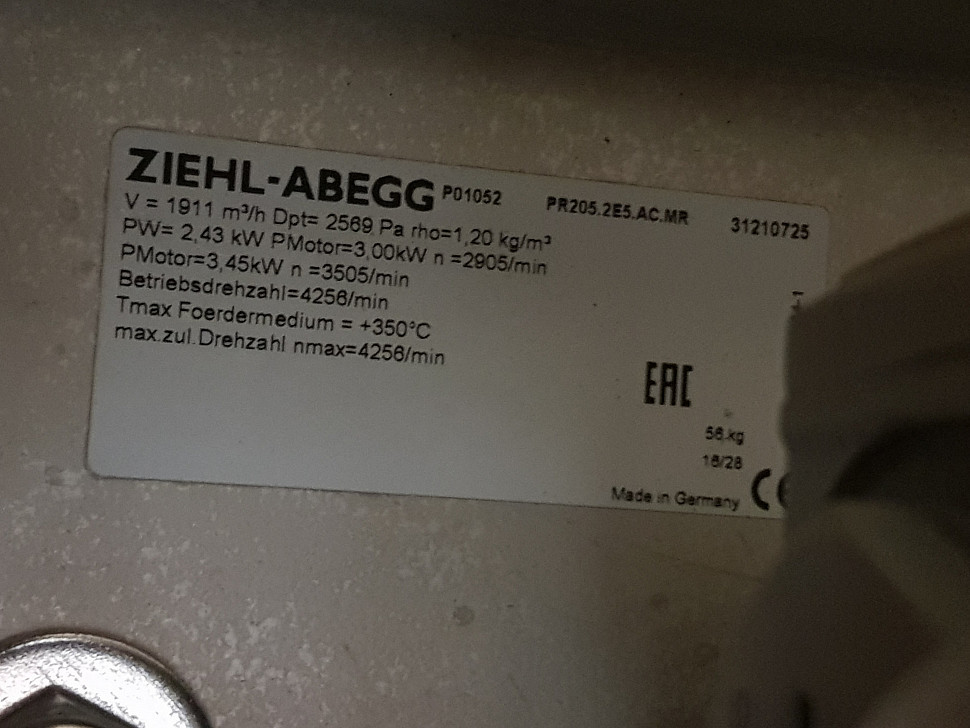 ZIEHL-ABEGG P01052 PR205.2E5.AC.MR 31210725
V = 1911 m³/h Dpt= 2569 Pa rho=1,20 kg/m³
PW= 2,43 kW PMotor=3,00kW n =2905/min
PMotor=3,45kW n =3505/min
Betriebsdrehzahl=4256/min
Tmax Foerdermedium = +350°C
max.zul.Drehzahl nmax=4256/min
EAC
56 kg
18/28
Made in Germany CE